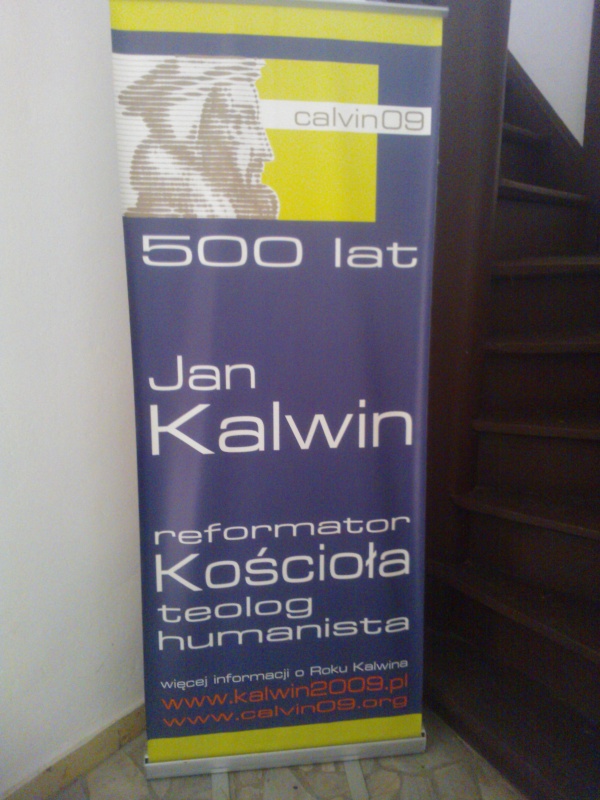 calvin09
500 lat
Jan
Kalwin
reformator
Kościoła
teolog
humanista
więcej informacji o Roku Kalwina
www.kalwin2009.pl
www.calvin09.org